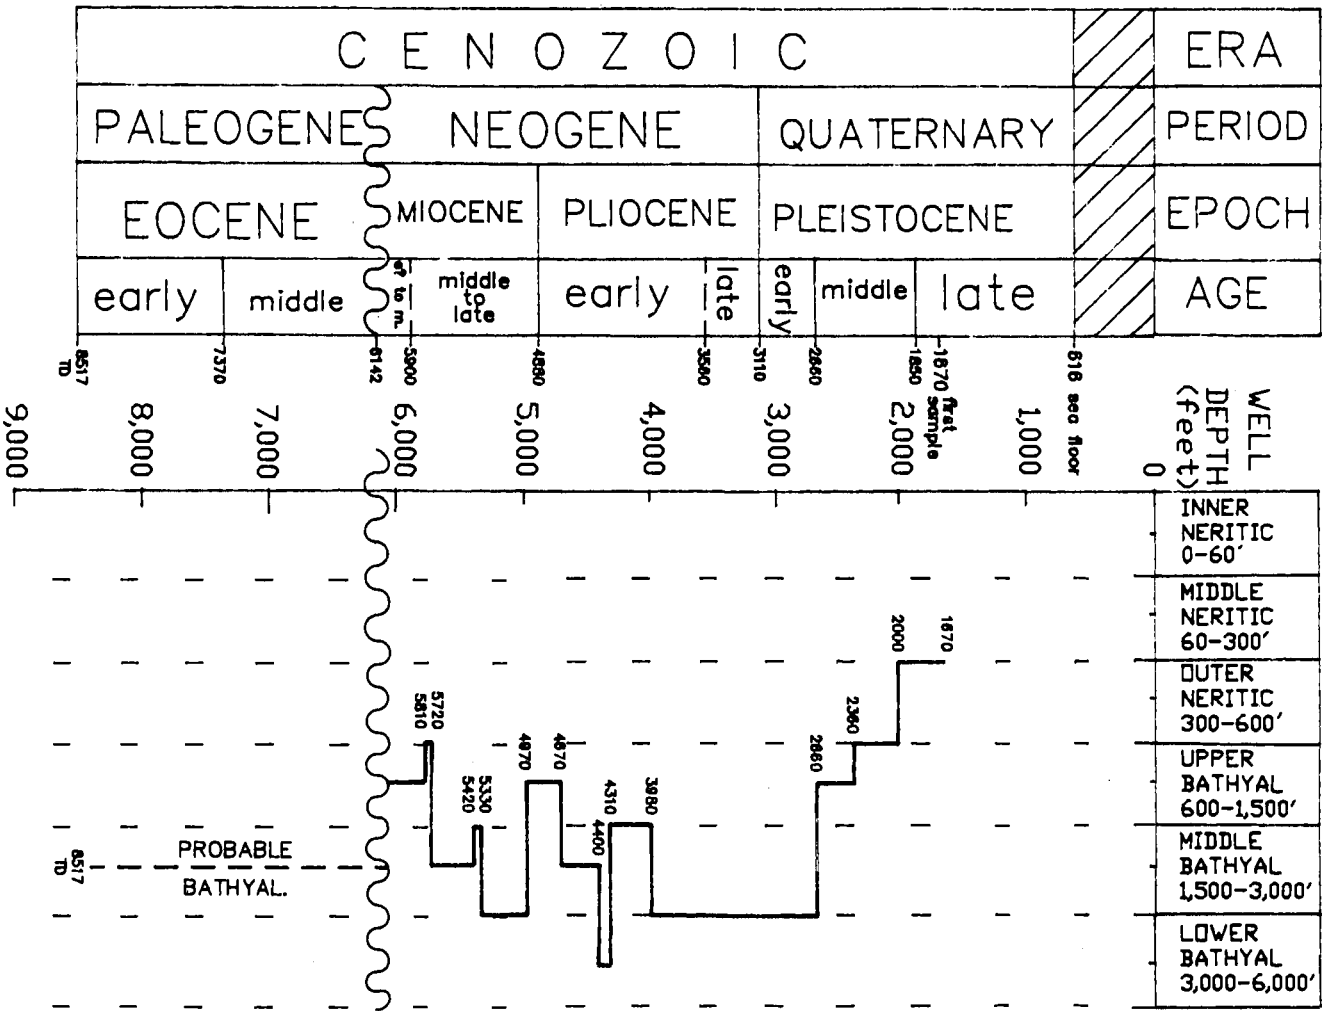 CENOZOIC
ERA
PALEOGENE
NEOGENE
QUATERNARY
PERIOD
EOCENE
MIOCENE
PLIOCENE
PLEISTOCENE
EPOCH
early
middle
e? to m.
middle
to
late
early
late
early
middle
late
AGE
8517
TD
7370
6142
5900
4880
3580
3110
2660
1850
1670 first
sample
616 sea floor
WELL
DEPTH
(feet)
9,000
8,000
7,000
6,000
5,000
4,000
3,000
2,000
1,000
0
INNER
NERITIC
0-60'
MIDDLE
NERITIC
60-300'
OUTER
NERITIC
300-600'
UPPER
BATHYAL
600-1,500'
MIDDLE
BATHYAL
1,500-3,000'
LOWER
BATHYAL
3,000-6,000'
1670
2000
2360
2660
3980
4310
4400
4670
4970
5330
5420
5720
5810
PROBABLE
BATHYAL.
8517
TD